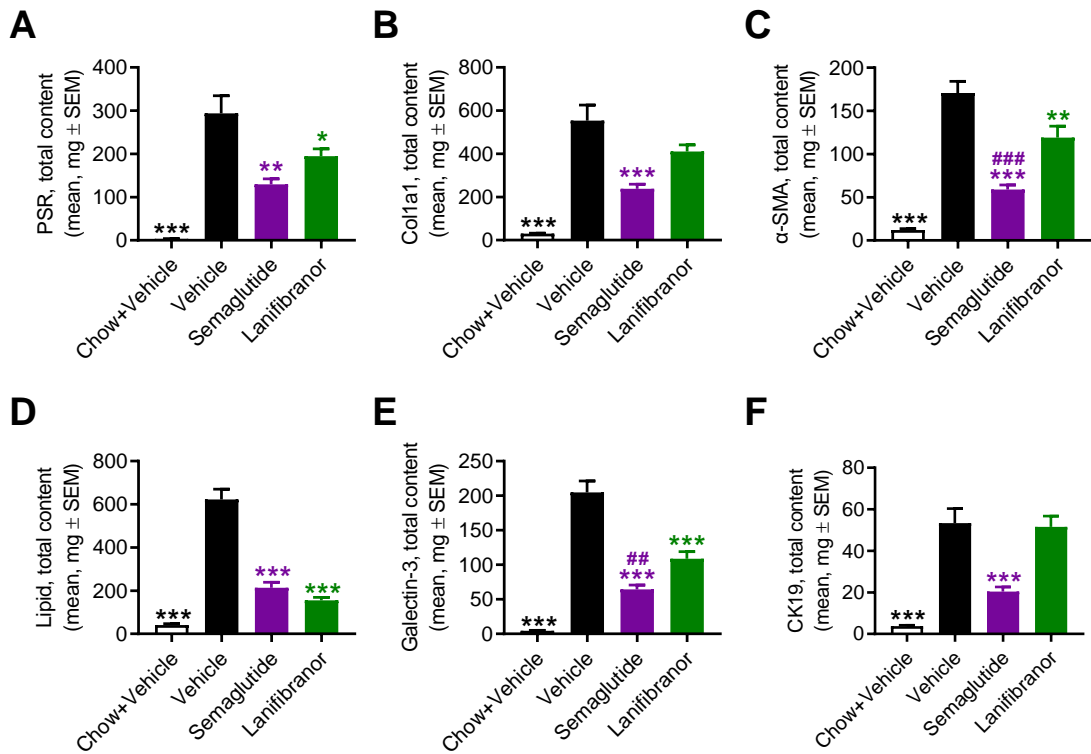 A
PSR, total content
(mean, mg ± SEM)
400
300
200
100
0
***
**
*
Chow+Vehicle
Vehicle
Semaglutide
Lanifibranor
B
Col1a1, total content
(mean, mg ± SEM)
800
600
400
200
0
***
***
Chow+Vehicle
Vehicle
Semaglutide
Lanifibranor
C
α-SMA, total content
(mean, mg ± SEM)
200
150
100
50
0
***
###
***
**
Chow+Vehicle
Vehicle
Semaglutide
Lanifibranor
D
Lipid, total content
(mean, mg ± SEM)
800
600
400
200
0
***
***
***
Chow+Vehicle
Vehicle
Semaglutide
Lanifibranor
E
Galectin-3, total content
(mean, mg ± SEM)
250
200
150
100
50
0
***
##
***
***
Chow+Vehicle
Vehicle
Semaglutide
Lanifibranor
F
CK19, total content
(mean, mg ± SEM)
80
60
40
20
0
***
***
Chow+Vehicle
Vehicle
Semaglutide
Lanifibranor